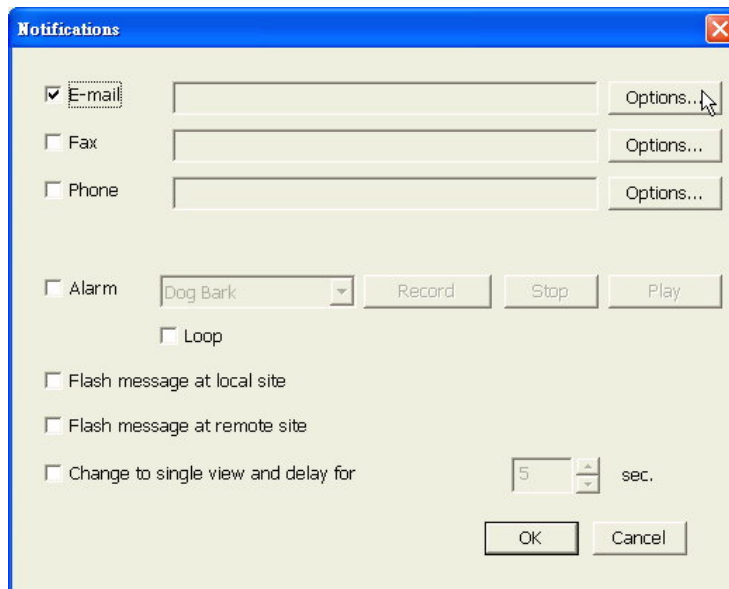 Notifications
E-mail Options...
Fax Options...
Phone Options...
Alarm Dog Bark Record Stop Play
Loop
Flash message at local site
Flash message at remote site
Change to single view and delay for 5 sec.
OK Cancel